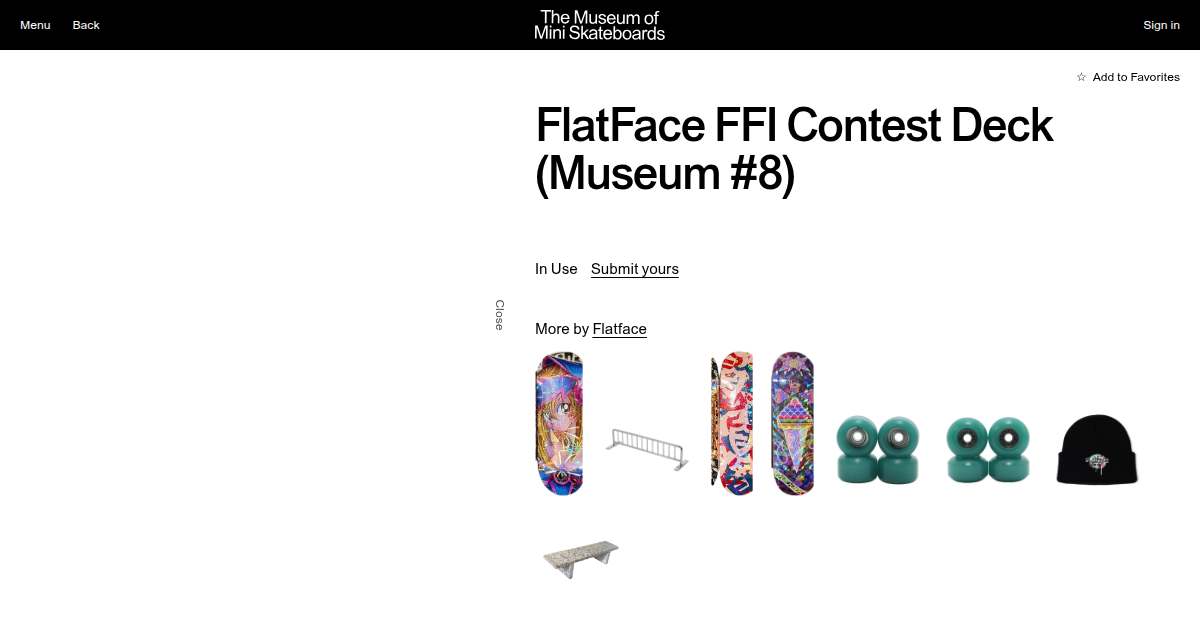 Menu
Back
The Museum of
Mini Skateboards
Sign in
☆ Add to Favorites
FlatFace FFI Contest Deck
(Museum #8)
In Use
Submit yours
Close
More by Flatface